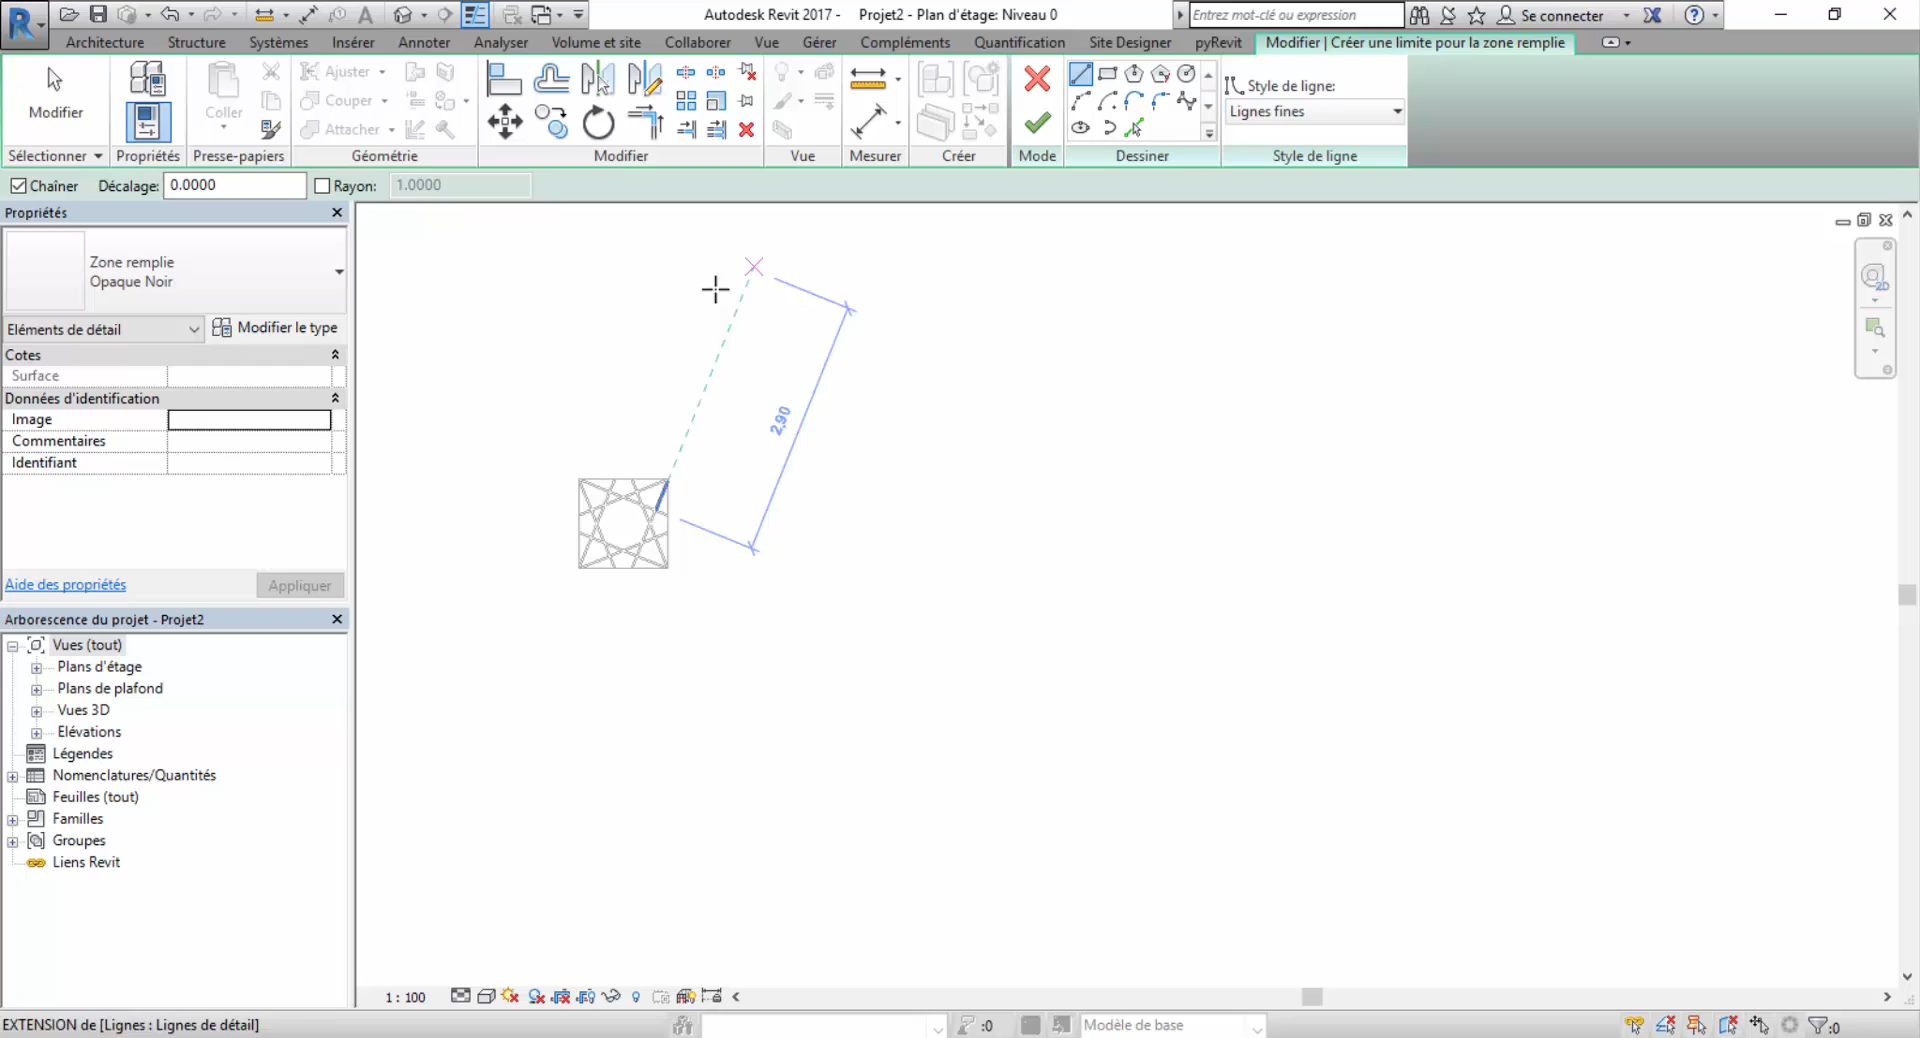 Autodesk Revit 2017 - Projet2 - Plan d'étage: Niveau 0
Entrez mot-clé ou expression
Se connecter
Architecture Structure Systèmes Insérer Annoter Analyser Volume et site Collaborer Vue Gérer Compléments Quantification Site Designer pyRevit Modifier | Créer une limite pour la zone remplie
Modifier
Coller
Ajuster
Couper
Attacher
Style de ligne:
Lignes fines
Sélectionner Propriétés Presse-papiers Géométrie Modifier Vue Mesurer Créer Mode Dessiner Style de ligne
Chaîner Décalage: 0.0000 Rayon: 1.0000
Propriétés
Zone remplie
Opaque Noir
Eléments de détail Modifier le type
Cotes
Surface
Données d'identification
Image
Commentaires
Identifiant
Aide des propriétés Appliquer
Arborescence du projet - Projet2
Vues (tout)
Plans d'étage
Plans de plafond
Vues 3D
Elévations
Légendes
Nomenclatures/Quantités
Feuilles (tout)
Familles
Groupes
Liens Revit
2D
2,90
1 : 100
EXTENSION de [Lignes : Lignes de détail]
:0
Modèle de base
:0